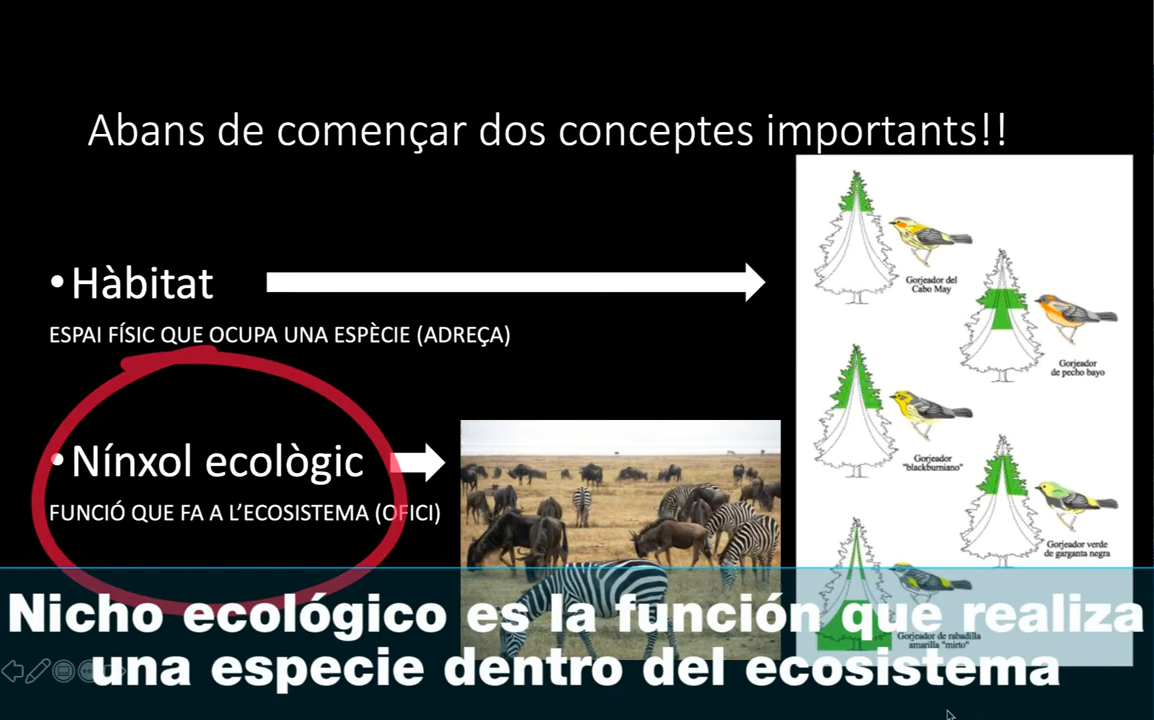 Abans de començar dos conceptes importants!!
•Hàbitat
ESPAI FÍSIC QUE OCUPA UNA ESPÈCIE (ADREÇA)
•Nínxol ecològic
FUNCIÓ QUE FA A L’ECOSISTEMA (OFICI)
Gorjeador del
Cabo May
Gorjeador
de pecho bayo
Gorjeador
"blackburniano"
Gorjeador verde
de garganta negra
Gorjeador de rabadilla
amarilla "mirto"
Nicho ecológico es la función que realiza
una especie dentro del ecosistema